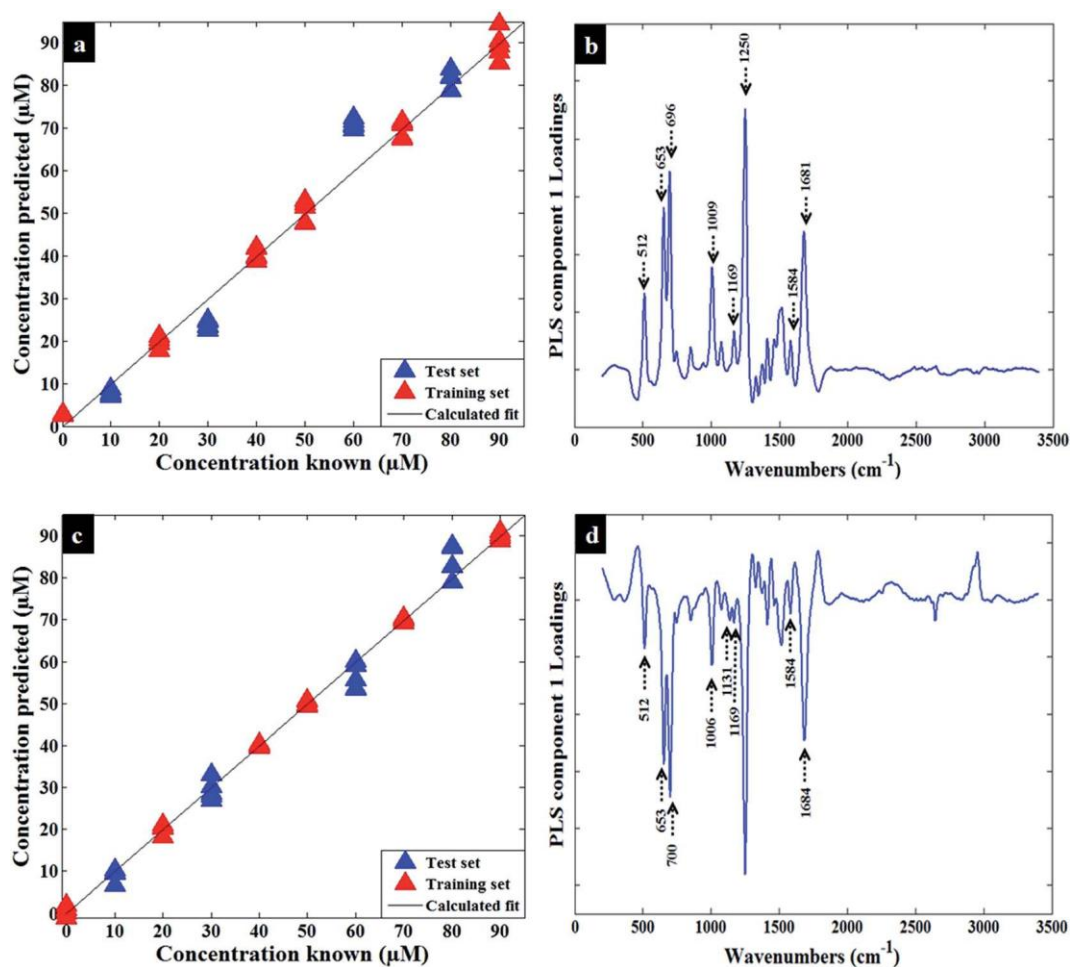 a
Concentration predicted (µM)
90
80
70
60
50
40
30
20
10
0
0 10 20 30 40 50 60 70 80 90
Concentration known (µM)
Test set
Training set
Calculated fit
b
PLS component 1 Loadings
512
653
696
1009
1169
1250
1584
1681
0 500 1000 1500 2000 2500 3000 3500
Wavenumbers (cm⁻¹)
c
Concentration predicted (µM)
90
80
70
60
50
40
30
20
10
0
0 10 20 30 40 50 60 70 80 90
Concentration known (µM)
Test set
Training set
Calculated fit
d
PLS component 1 Loadings
512
653
700
1006
1131
1169
1584
1684
0 500 1000 1500 2000 2500 3000 3500
Wavenumbers (cm⁻¹)